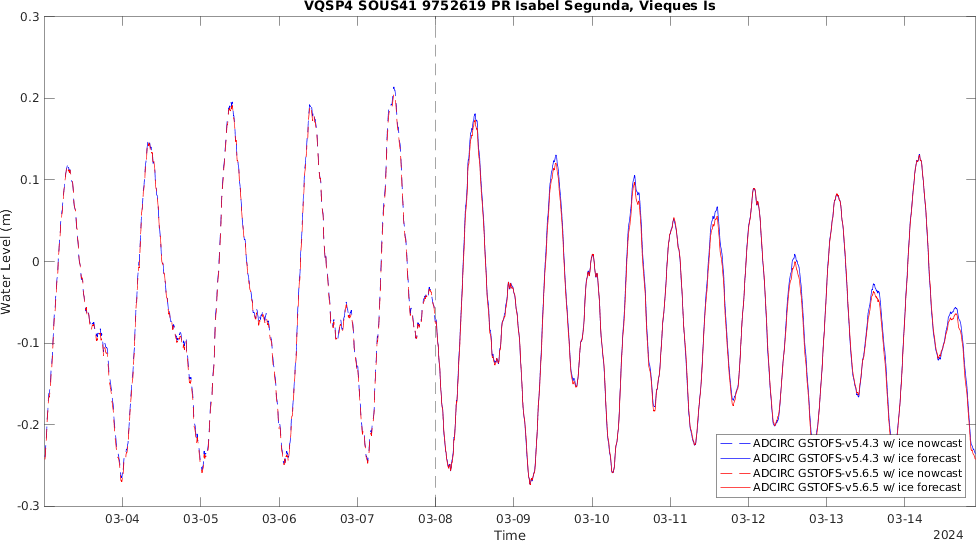 VQSP4 SOUS41 9752619 PR Isabel Segunda, Vieques Is
0.3
0.2
0.1
0
-0.1
-0.2
-0.3
Water Level (m)
03-04 03-05 03-06 03-07 03-08 03-09 03-10 03-11 03-12 03-13 03-14
Time
2024
ADCIRC GSTOFS-v5.4.3 w/ ice nowcast
ADCIRC GSTOFS-v5.4.3 w/ ice forecast
ADCIRC GSTOFS-v5.6.5 w/ ice nowcast
ADCIRC GSTOFS-v5.6.5 w/ ice forecast